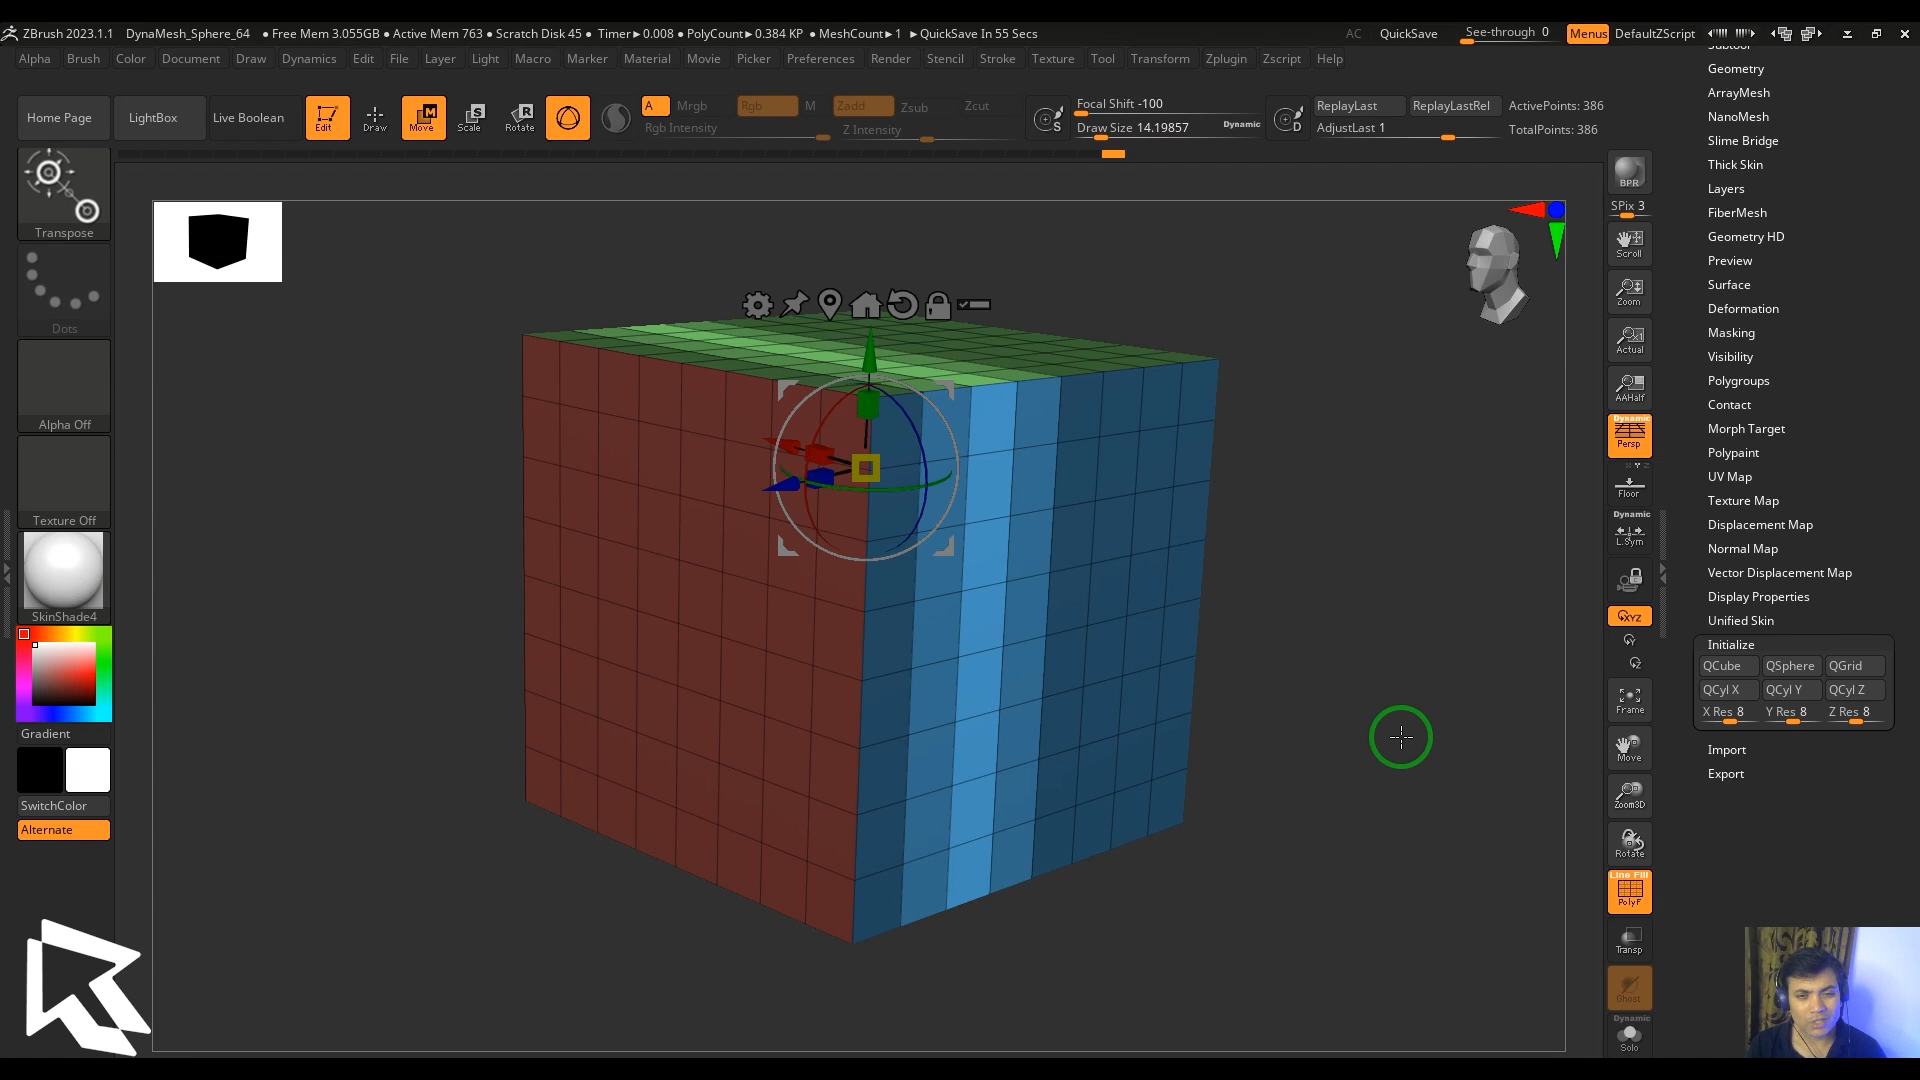 ZBrush 2023.1.1 DynaMesh_Sphere_64 ● Free Mem 3.055GB ● Active Mem 763 ● Scratch Disk 45 ● Timer►0.008 ● PolyCount►0.384 KP ● MeshCount►1 ►QuickSave In 55 Secs AC QuickSave See-through 0 Menus DefaultZScript
Alpha Brush Color Document Draw Dynamics Edit File Layer Light Macro Marker Material Movie Picker Preferences Render Stencil Stroke Texture Tool Transform Zplugin Zscript Help
Home Page LightBox Live Boolean Edit Draw Move Scale Rotate
A Mrgb Rgb M Zadd Zsub Zcut
Rgb Intensity Z Intensity
S Focal Shift -100
Draw Size 14.19857 Dynamic
D ReplayLast ReplayLastRel ActivePoints: 386
AdjustLast 1 TotalPoints: 386
Transpose
Dots
Alpha Off
Texture Off
SkinShade4
Gradient
SwitchColor
Alternate
BPR
SPix 3
Scroll
Zoom
Actual
AAHalf
Dynamic
Persp
Floor
Dynamic
L.Sym
XYZ
Y
Z
Frame
Move
Zoom3D
Rotate
Line Fill
PolyF
Transp
Ghost
Dynamic
Solo
Subtool
Geometry
ArrayMesh
NanoMesh
Slime Bridge
Thick Skin
Layers
FiberMesh
Geometry HD
Preview
Surface
Deformation
Masking
Visibility
Polygroups
Contact
Morph Target
Polypaint
UV Map
Texture Map
Displacement Map
Normal Map
Vector Displacement Map
Display Properties
Unified Skin
Initialize
QCube QSphere QGrid
QCyl X QCyl Y QCyl Z
X Res 8 Y Res 8 Z Res 8
Import
Export